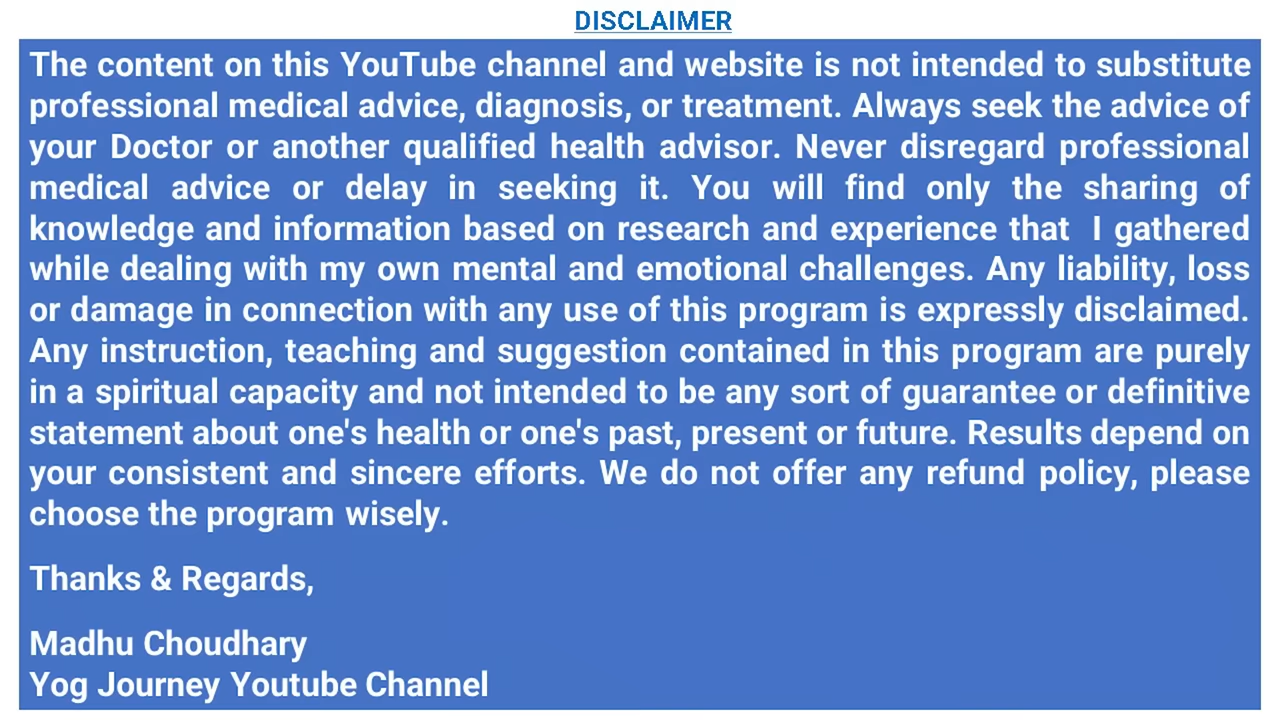 DISCLAIMER
The content on this YouTube channel and website is not intended to substitute
professional medical advice, diagnosis, or treatment. Always seek the advice of
your Doctor or another qualified health advisor. Never disregard professional
medical advice or delay in seeking it. You will find only the sharing of
knowledge and information based on research and experience that I gathered
while dealing with my own mental and emotional challenges. Any liability, loss
or damage in connection with any use of this program is expressly disclaimed.
Any instruction, teaching and suggestion contained in this program are purely
in a spiritual capacity and not intended to be any sort of guarantee or definitive
statement about one's health or one's past, present or future. Results depend on
your consistent and sincere efforts. We do not offer any refund policy, please
choose the program wisely.
Thanks & Regards,
Madhu Choudhary
Yog Journey Youtube Channel